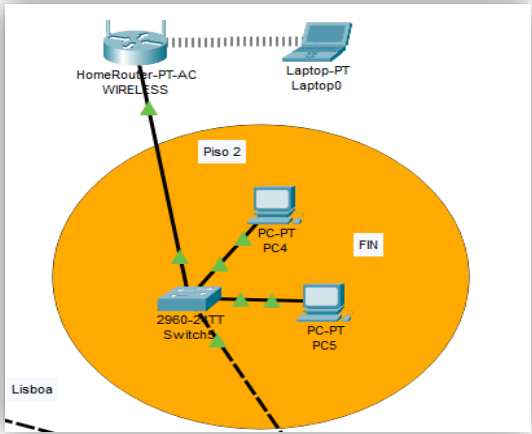 HomeRouter-PT-AC
WIRELESS
Laptop-PT
Laptop0
Piso 2
PC-PT
PC4
FIN
2960-24TT
PC-PT
PC5
Lisboa